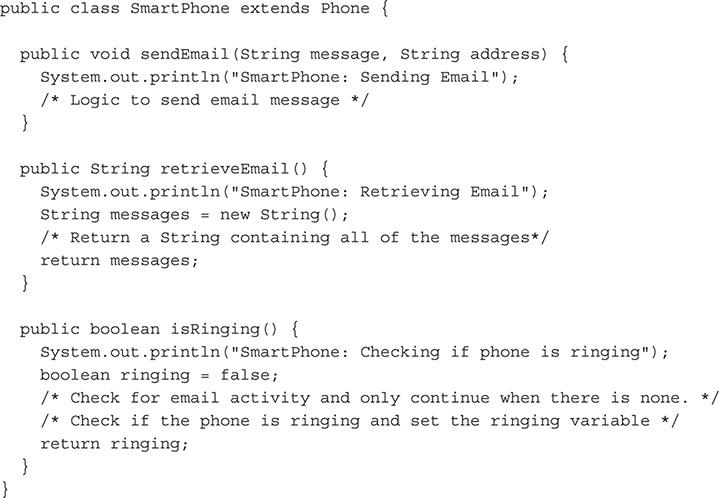 public class SmartPhone extends Phone {
public void sendEmail(String message, String address) {
System.out.println("SmartPhone: Sending Email");
/* Logic to send email message */
}
public String retrieveEmail() {
System.out.println("SmartPhone: Retrieving Email");
String messages = new String();
/* Return a String containing all of the messages*/
return messages;
}
public boolean isRinging() {
System.out.println("SmartPhone: Checking if phone is ringing");
boolean ringing = false;
/* Check for email activity and only continue when there is none. */
/* Check if the phone is ringing and set the ringing variable */
return ringing;
}
}